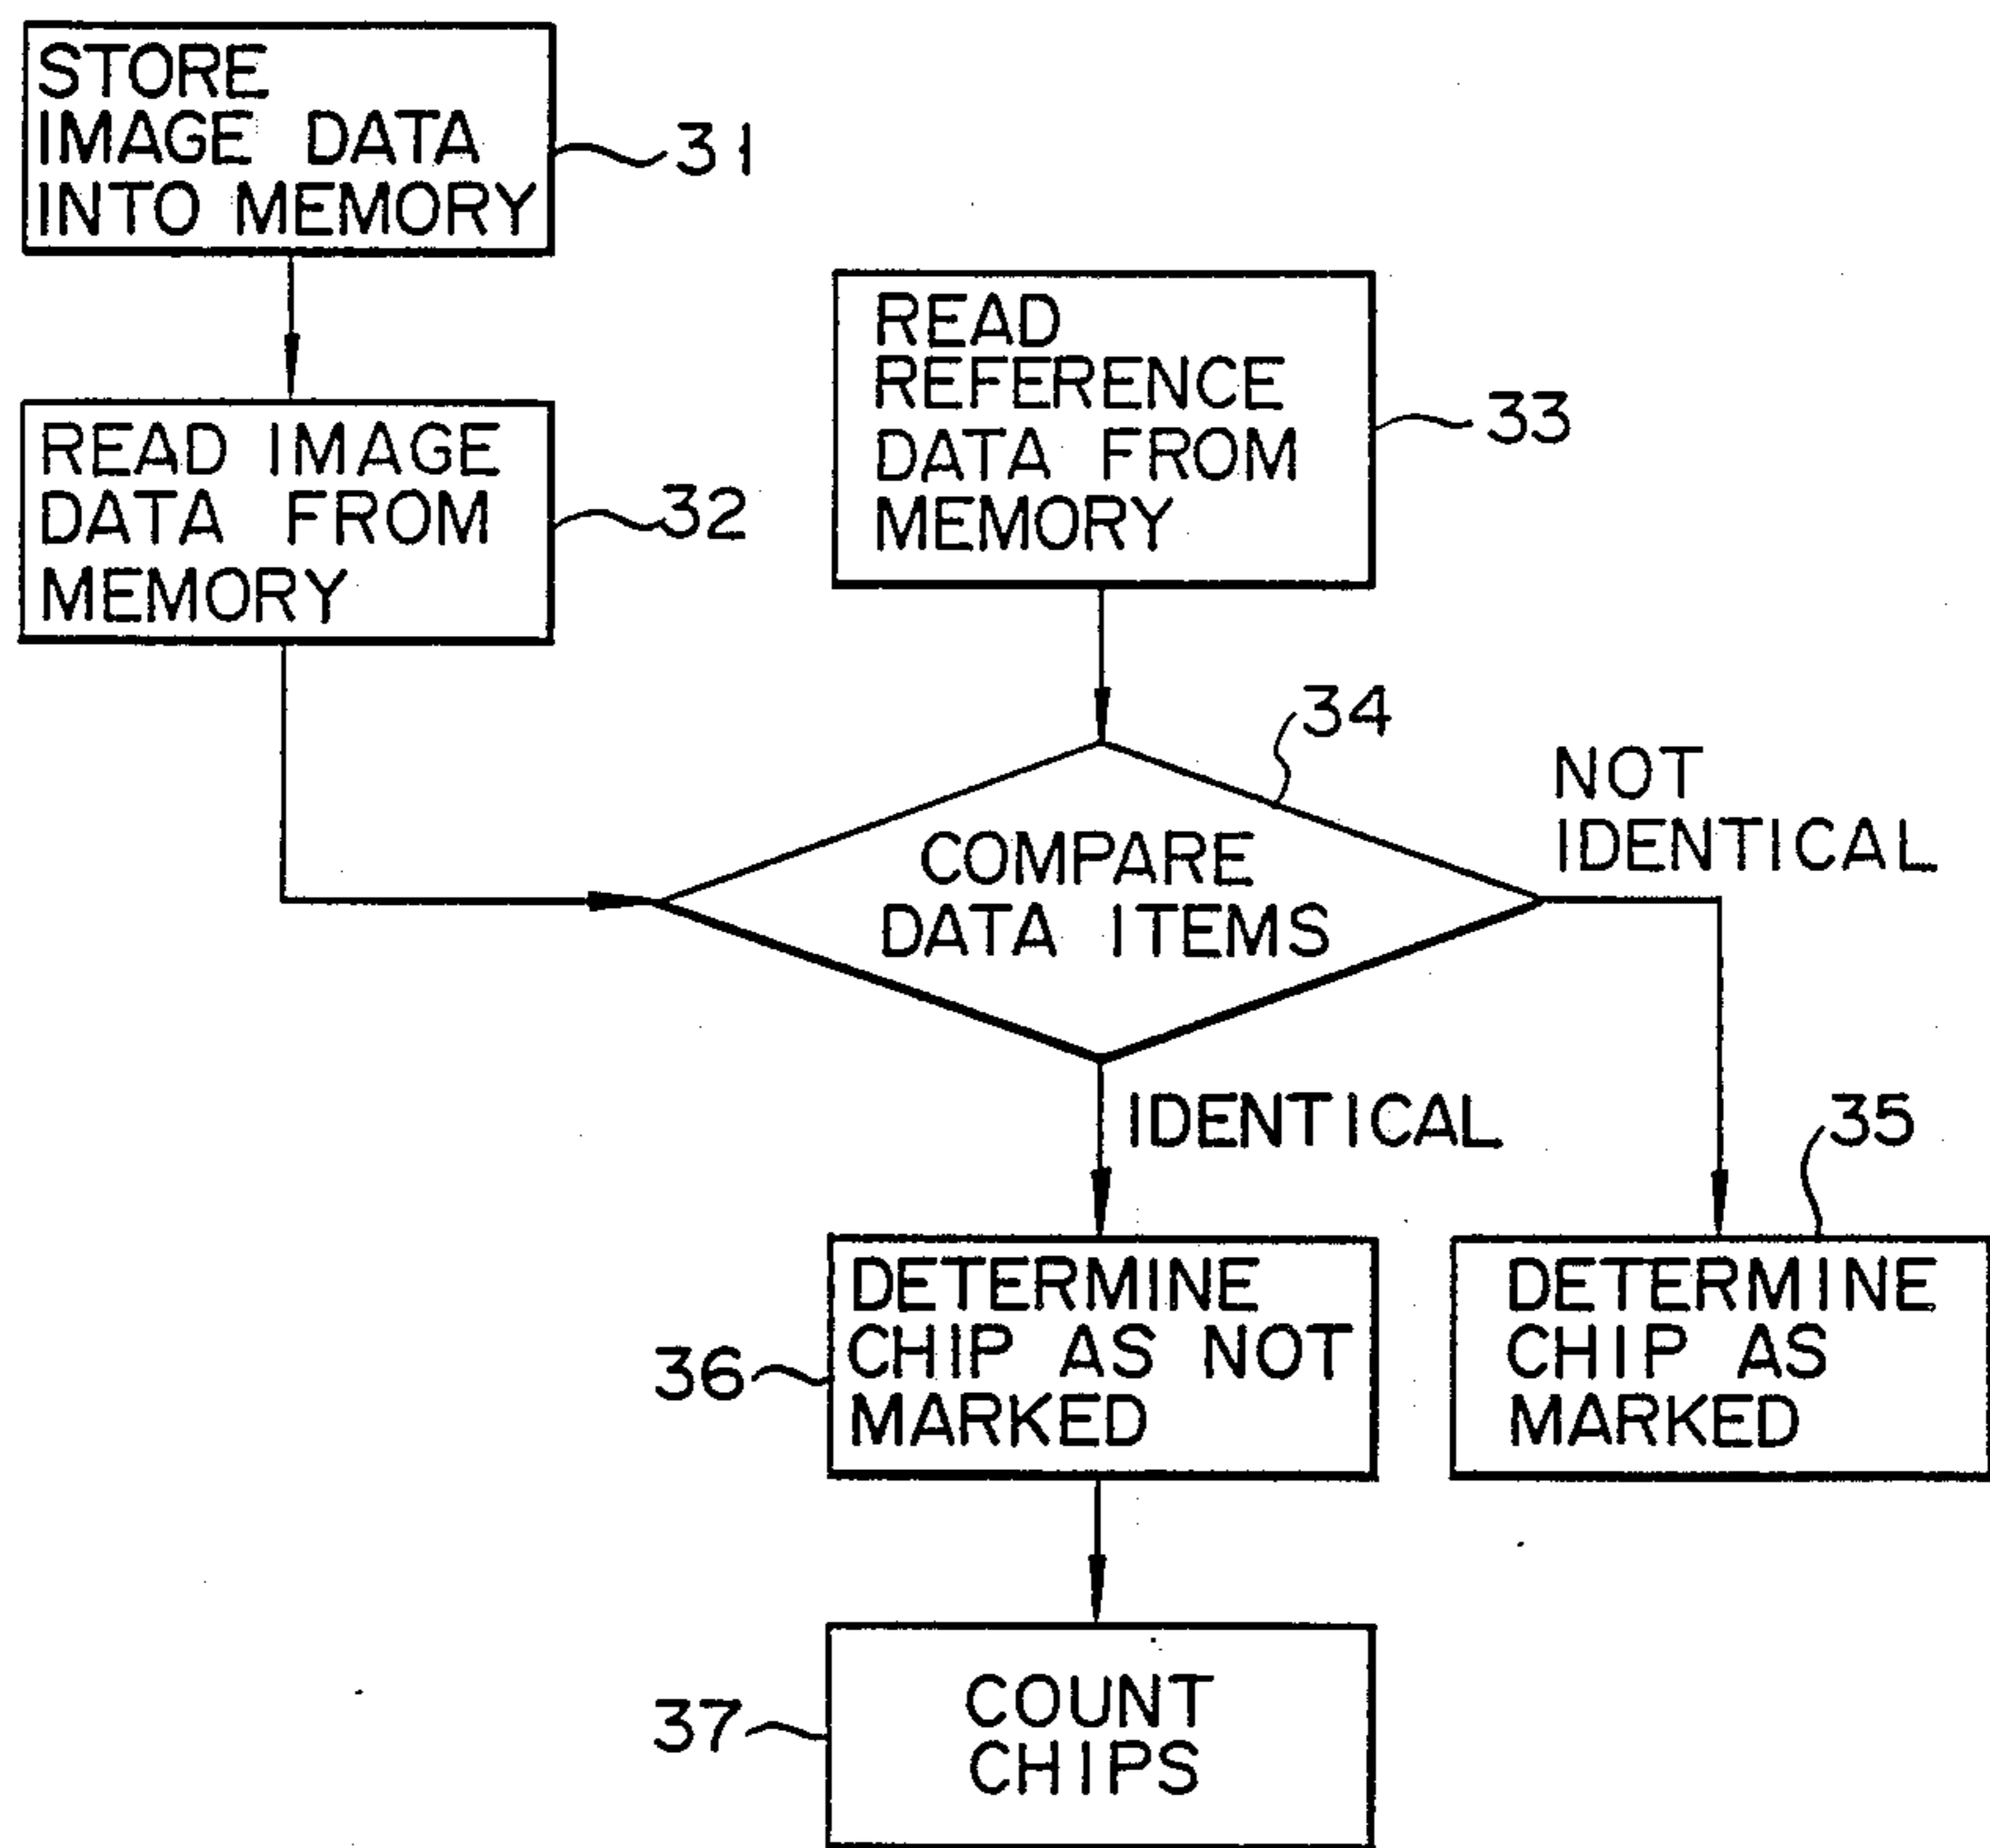 STORE
IMAGE DATA
INTO MEMORY
31
READ IMAGE
DATA FROM
MEMORY
32
READ
REFERENCE
DATA FROM
MEMORY
33
34
COMPARE
DATA ITEMS
NOT
IDENTICAL
IDENTICAL
35
DETERMINE
CHIP AS NOT
MARKED
36
DETERMINE
CHIP AS
MARKED
COUNT
CHIPS
37